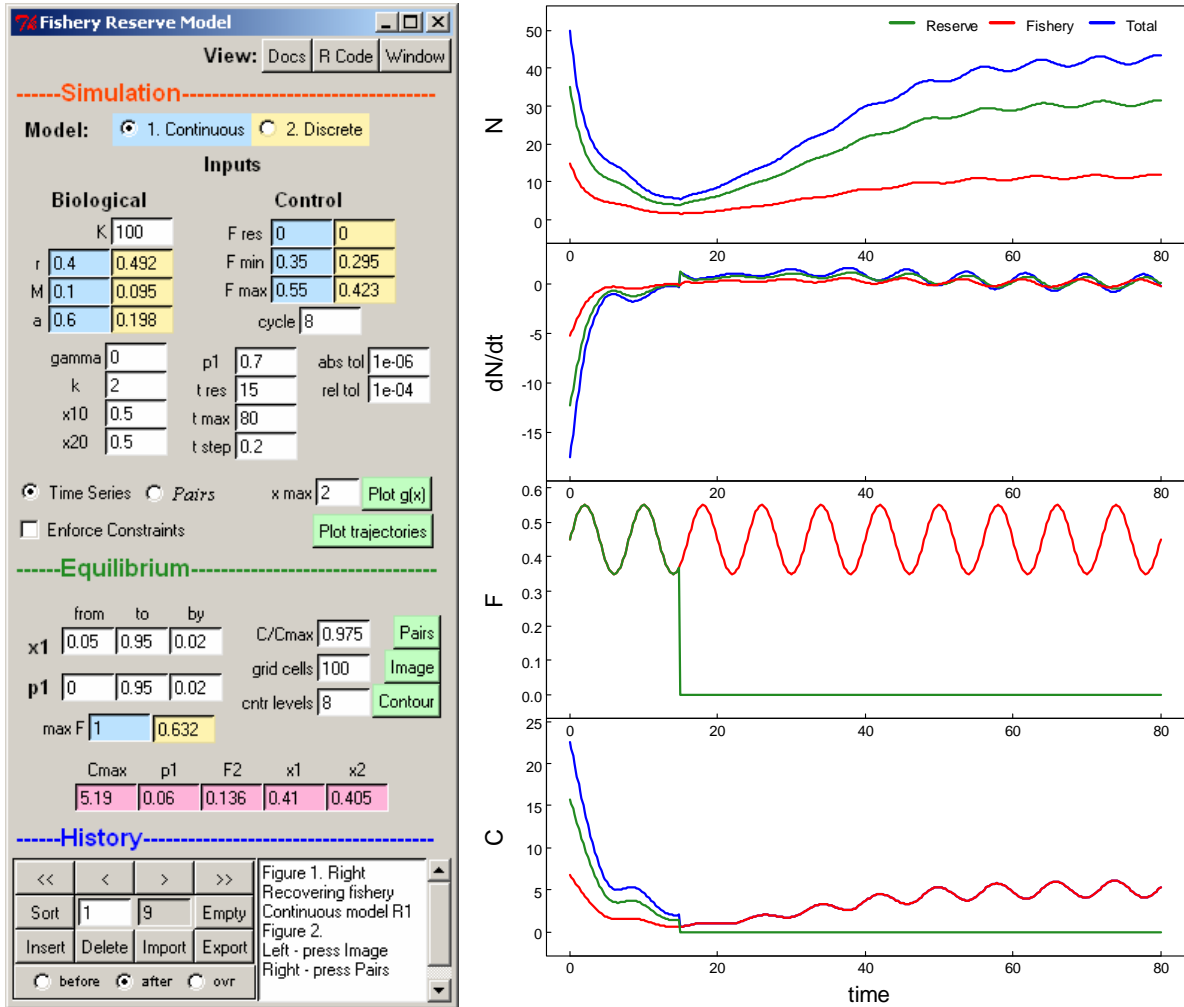 Fishery Reserve Model
View: Docs R Code Window
------Simulation------------------------------------
Model: 1. Continuous 2. Discrete
Inputs
Biological Control
K 100
F res 0 0
r 0.4 0.492
F min 0.35 0.295
M 0.1 0.095
F max 0.55 0.423
a 0.6 0.198
cycle 8
gamma 0
p1 0.7
abs tol 1e-06
k 2
t res 15
rel tol 1e-04
x10 0.5
t max 80
x20 0.5
t step 0.2
Time Series Pairs x max 2 Plot g(x)
Enforce Constraints Plot trajectories
------Equilibrium-----------------------------------
from to by
x1 0.05 0.95 0.02
C/Cmax 0.975 Pairs
grid cells 100 Image
p1 0 0.95 0.02
cntr levels 8 Contour
max F 1 0.632
Cmax p1 F2 x1 x2
5.19 0.06 0.136 0.41 0.405
------History-----------------------------------------
<< < > >>
Sort 1 9 Empty
Insert Delete Import Export
before after ovr
Figure 1. Right
Recovering fishery
Continuous model R1
Figure 2.
Left - press Image
Right - press Pairs
Reserve Fishery Total
N
50
40
30
20
10
0
0 20 40 60 80
dN/dt
0
-5
-10
-15
0 20 40 60 80
F
0.6
0.5
0.4
0.3
0.2
0.1
0.0
0 20 40 60 80
C
25
20
15
10
5
0
0 20 40 60 80
time